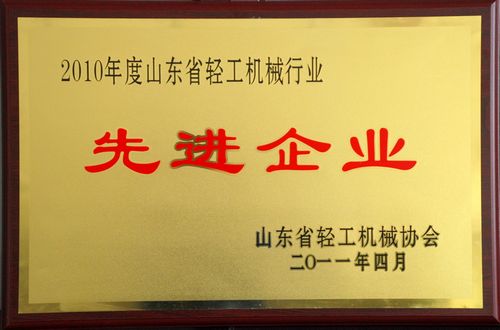 2010年度山东省轻工机械行业
先进企业
山东省轻工机械协会
二〇一一年四月